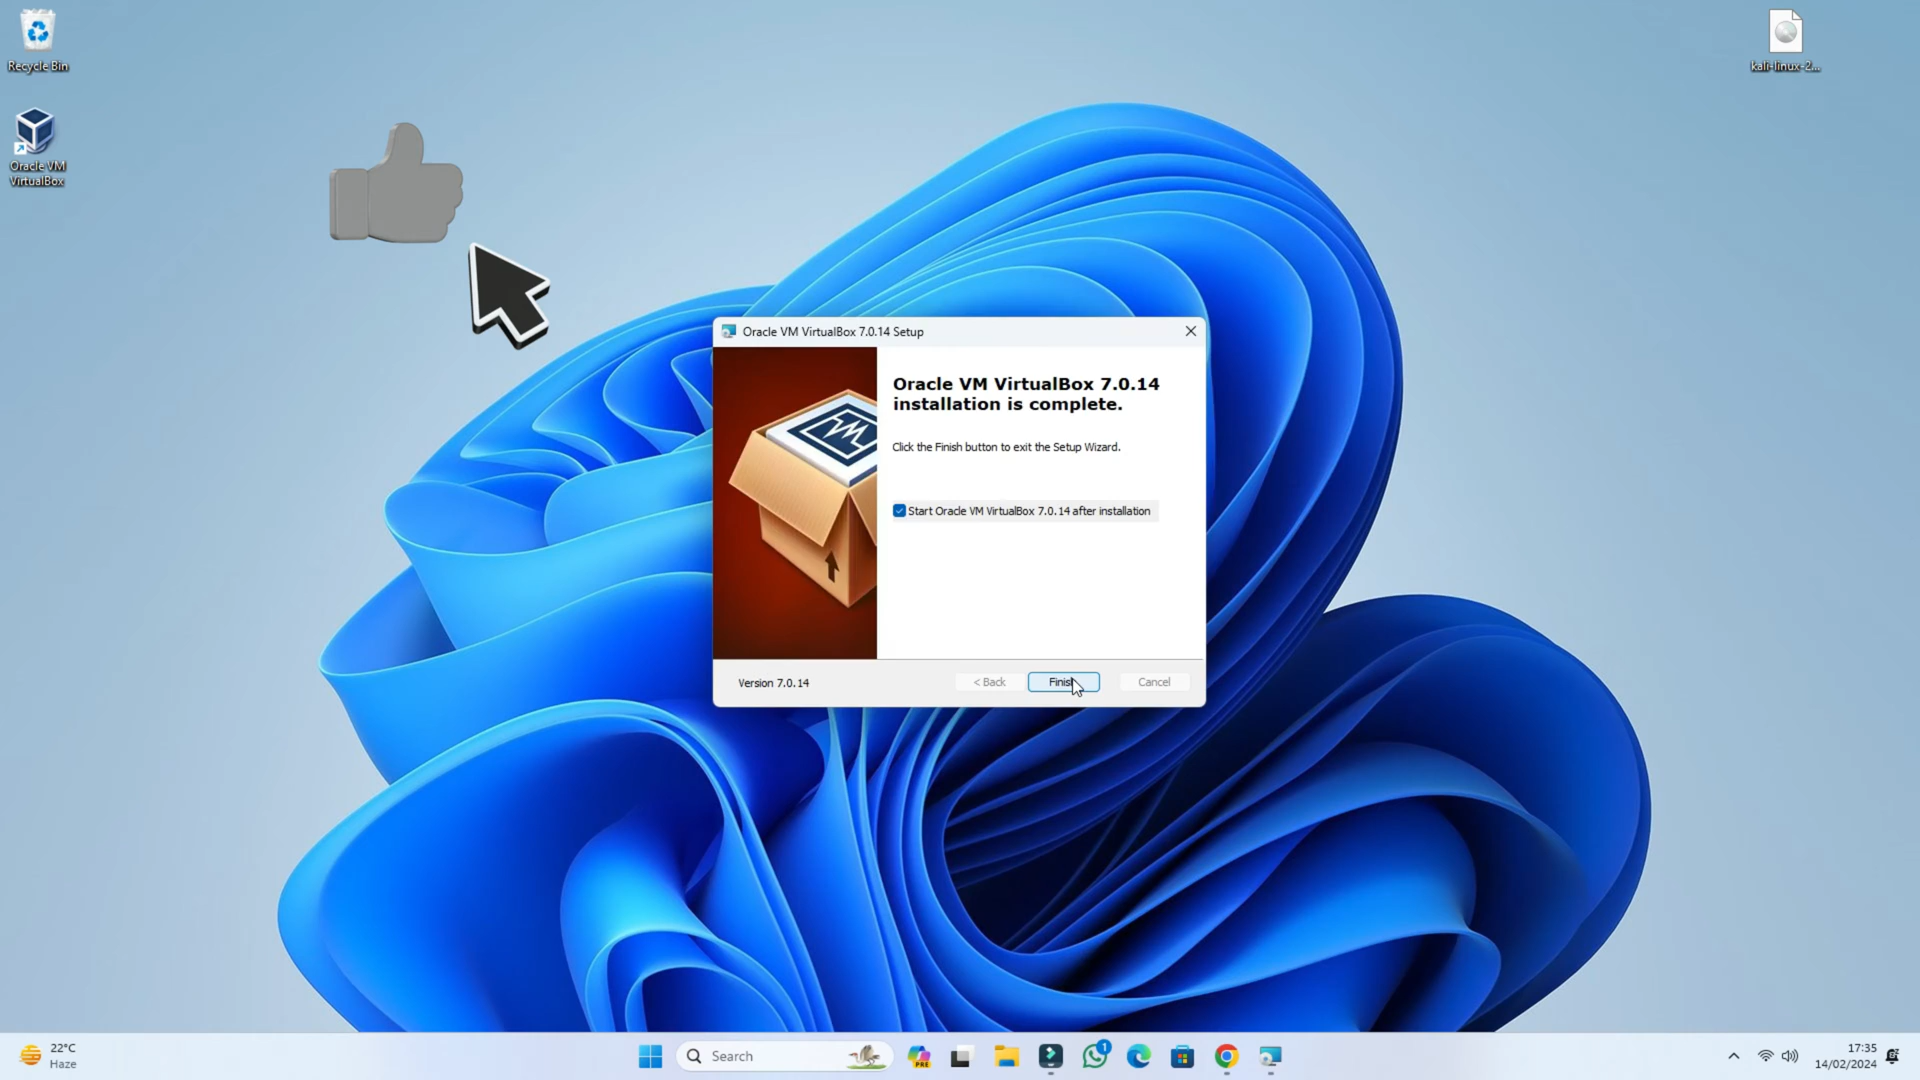 Recycle Bin
Oracle VM
VirtualBox
kali-linux-2...
Oracle VM VirtualBox 7.0.14 Setup
Oracle VM VirtualBox 7.0.14
installation is complete.
Click the Finish button to exit the Setup Wizard.
Start Oracle VM VirtualBox 7.0.14 after installation
Version 7.0.14
< Back
Finish
Cancel
22°C
Haze
Search
PRE
1
17:35
14/02/2024